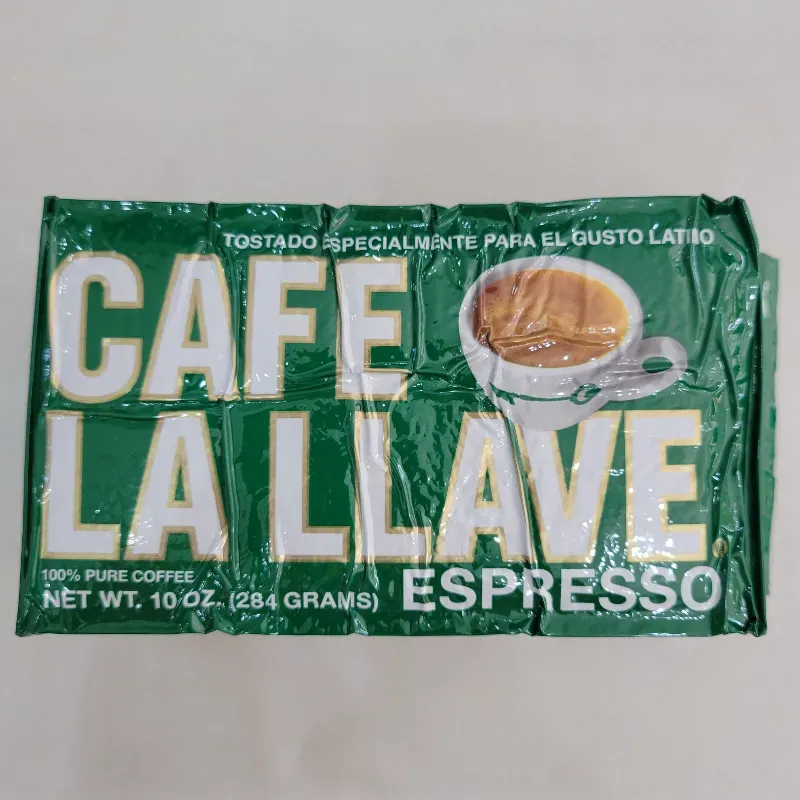 TOSTADO ESPECIALMENTE PARA EL GUSTO LATINO
CAFE
LA LLAVE®
100% PURE COFFEE
NET WT. 10 OZ. (284 GRAMS)
ESPRESSO